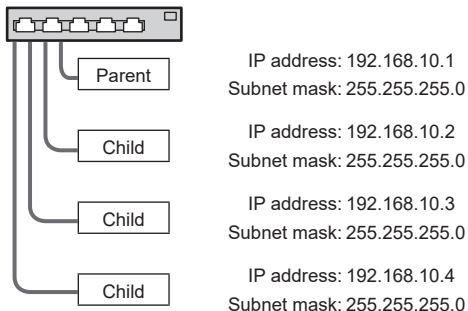 Parent
IP address: 192.168.10.1
Subnet mask: 255.255.255.0
Child
IP address: 192.168.10.2
Subnet mask: 255.255.255.0
Child
IP address: 192.168.10.3
Subnet mask: 255.255.255.0
Child
IP address: 192.168.10.4
Subnet mask: 255.255.255.0